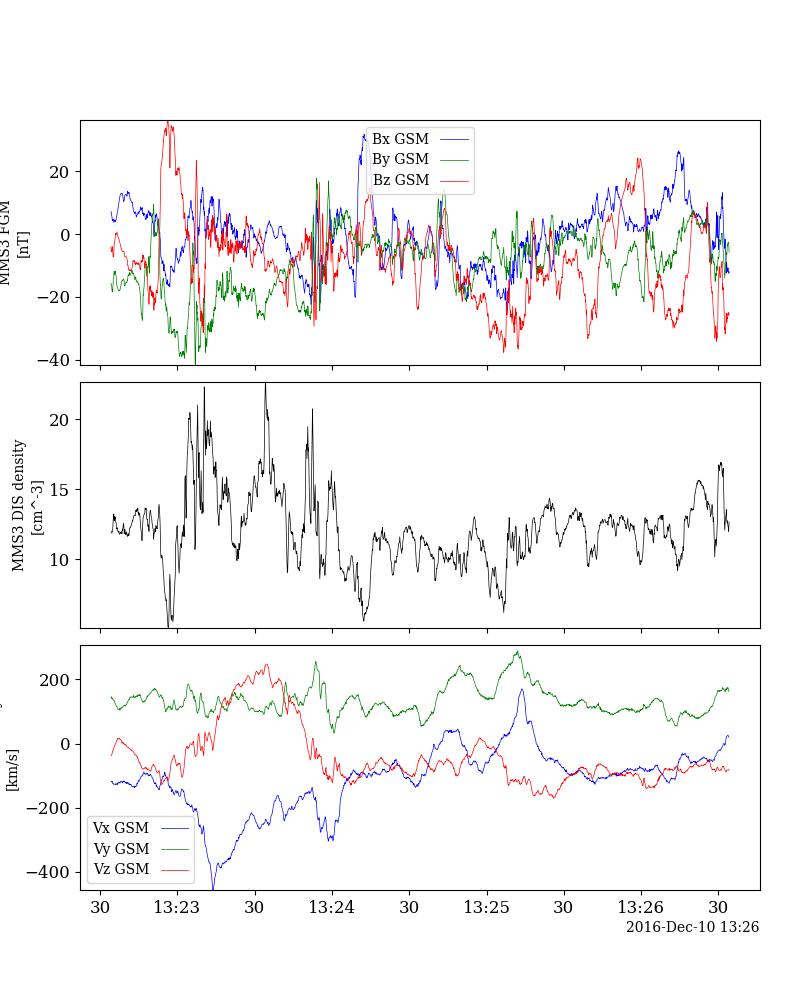 Bx GSM
By GSM
Bz GSM
MMS3 FGM
[nT]
20
0
−20
−40
MMS3 DIS density
[cm^-3]
20
15
10
[km/s]
200
0
−200
−400
Vx GSM
Vy GSM
Vz GSM
30 13:23 30 13:24 30 13:25 30 13:26 30
2016-Dec-10 13:26